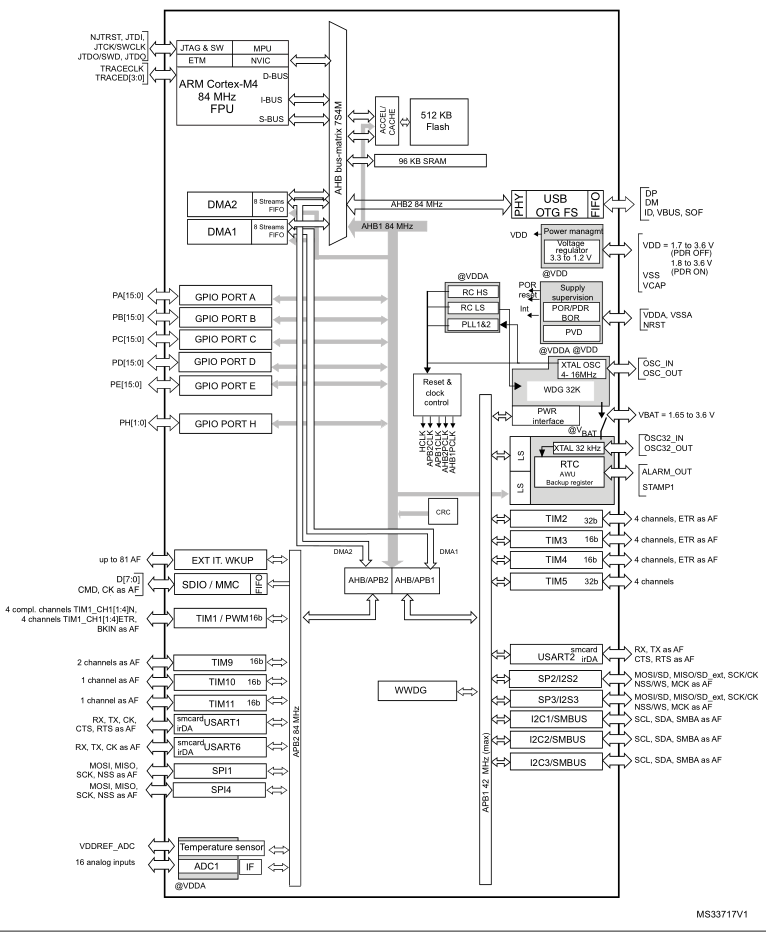 NJTRST, JTDI,
JTCK/SWCLK
JTDO/SWD, JTDO
TRACECLK
TRACED[3:0]
JTAG & SW
MPU
ETM
NVIC
D-BUS
ARM Cortex-M4
84 MHz
FPU
I-BUS
S-BUS
AHB bus-matrix 7S4M
ACCEL/
CACHE
512 KB
Flash
96 KB SRAM
DMA2
8 Streams
FIFO
DMA1
8 Streams
FIFO
AHB2 84 MHz
AHB1 84 MHz
PHY
USB
OTG FS
FIFO
DP
DM
ID, VBUS, SOF
VDD
Power managmt
Voltage
regulator
3.3 to 1.2 V
@VDD
VDD = 1.7 to 3.6 V
(PDR OFF)
1.8 to 3.6 V
(PDR ON)
VSS
VCAP
@VDDA
RC HS
RC LS
PLL1&2
POR
reset
Int
Supply
supervision
POR/PDR
BOR
PVD
VDDA, VSSA
NRST
@VDDA @VDD
XTAL OSC
4- 16MHz
WDG 32K
OSC_IN
OSC_OUT
PA[15:0]
GPIO PORT A
PB[15:0]
GPIO PORT B
PC[15:0]
GPIO PORT C
PD[15:0]
GPIO PORT D
PE[15:0]
GPIO PORT E
PH[1:0]
GPIO PORT H
Reset &
clock
control
HCLK
APB2CLK
APB1CLK
AHB2PCLK
AHB1PCLK
PWR
interface
VBAT = 1.65 to 3.6 V
@VBAT
LS
LS
XTAL 32 kHz
RTC
AWU
Backup register
OSC32_IN
OSC32_OUT
ALARM_OUT
STAMP1
CRC
DMA2
DMA1
AHB/APB2
AHB/APB1
TIM2 32b
4 channels, ETR as AF
TIM3 16b
4 channels, ETR as AF
TIM4 16b
4 channels, ETR as AF
TIM5 32b
4 channels
up to 81 AF
EXT IT. WKUP
D[7:0]
CMD, CK as AF
SDIO / MMC
FIFO
4 compl. channels TIM1_CH1[1:4]N,
4 channels TIM1_CH1[1:4]ETR,
BKIN as AF
TIM1 / PWM 16b
2 channels as AF
TIM9 16b
1 channel as AF
TIM10 16b
1 channel as AF
TIM11 16b
RX, TX, CK,
CTS, RTS as AF
smcard
irDA
USART1
RX, TX, CK as AF
smcard
irDA
USART6
MOSI, MISO,
SCK, NSS as AF
SPI1
MOSI, MISO,
SCK, NSS as AF
SPI4
APB2 84 MHz
VDDREF_ADC
Temperature sensor
16 analog inputs
ADC1
IF
@VDDA
WWDG
APB1 42 MHz (max)
USART2
smcard
irDA
RX, TX as AF
CTS, RTS as AF
SP2/I2S2
MOSI/SD, MISO/SD_ext, SCK/CK
NSS/WS, MCK as AF
SP3/I2S3
MOSI/SD, MISO/SD_ext, SCK/CK
NSS/WS, MCK as AF
I2C1/SMBUS
SCL, SDA, SMBA as AF
I2C2/SMBUS
SCL, SDA, SMBA as AF
I2C3/SMBUS
SCL, SDA, SMBA as AF
MS33717V1